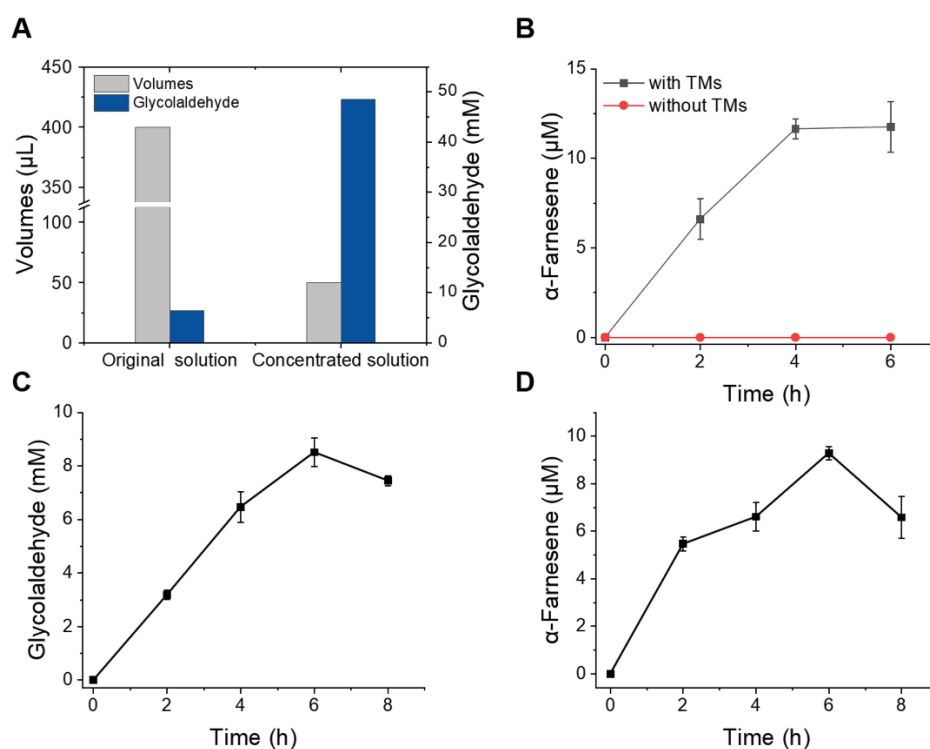 A
Volumes (µL)
450
400
350
100
50
0
Volumes
Glycolaldehyde
50
40
30
20
10
0
Glycolaldehyde (mM)
Original solution
Concentrated solution
B
α-Farnesene (µM)
15
10
5
0
with TMs
without TMs
0 2 4 6
Time (h)
C
Glycolaldehyde (mM)
10
8
6
4
2
0
0 2 4 6 8
Time (h)
D
α-Farnesene (µM)
10
8
6
4
2
0
0 2 4 6 8
Time (h)